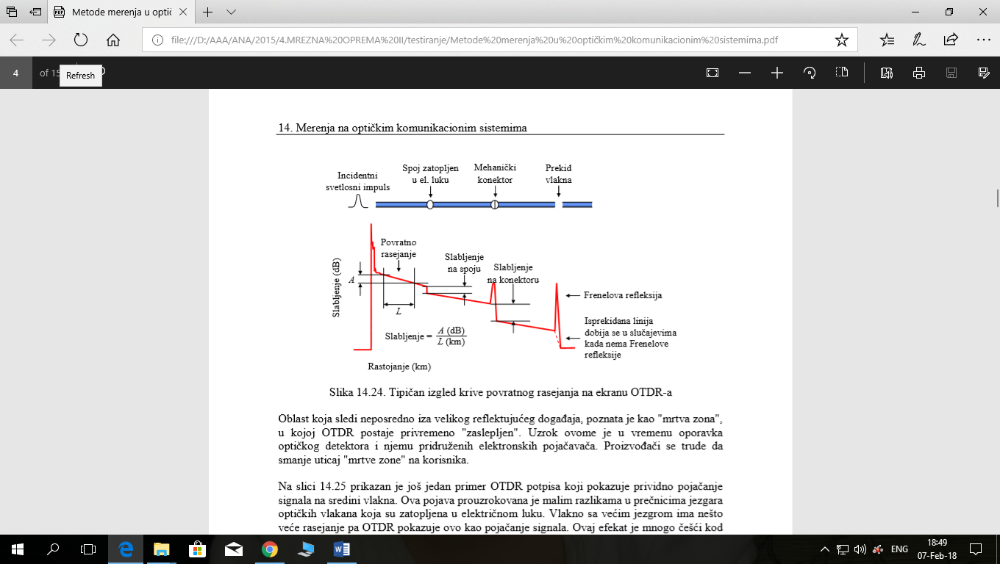 Metode merenja u optič
file:///D:/AAA/ANA/2015/4.MREZNA%20OPREMA%20II/testiranje/Metode%20merenja%20u%20optičkim%20komunikacionim%20sistemima.pdf
4
of 15
Refresh
14. Merenja na optičkim komunikacionim sistemima
Incidentni
svetlosni impuls
Spoj zatopljen
u el. luku
Mehanički
konektor
Prekid
vlakna
Slabljenje (dB)
A
Povratno
rasejanje
L
Slabljenje
na spoju
Slabljenje
na konektoru
Frenelova refleksija
Isprekidana linija
dobija se u slučajevima
kada nema Frenelove
refleksije
Slabljenje = A (dB)
L (km)
Rastojanje (km)
Slika 14.24. Tipičan izgled krive povratnog rasejanja na ekranu OTDR-a
Oblast koja sledi neposredno iza velikog reflektujućeg događaja, poznata je kao "mrtva zona",
u kojoj OTDR postaje privremeno "zaslepljen". Uzrok ovome je u vremenu oporavka
optičkog detektora i njemu pridruženih elektronskih pojačavača. Proizvođači se trude da
smanje uticaj "mrtve zone" na korisnika.
Na slici 14.25 prikazan je još jedan primer OTDR potpisa koji pokazuje prividno pojačanje
signala na sredini vlakna. Ova pojava prouzrokovana je malim razlikama u prečnicima jezgara
optičkih vlakana koja su zatopljena u električnom luku. Vlakno sa većim jezgrom ima nešto
veće rasejanje pa OTDR pokazuje ovo kao pojačanje signala. Ovaj efekat je mnogo češći kod
ENG
18:49
07-Feb-18